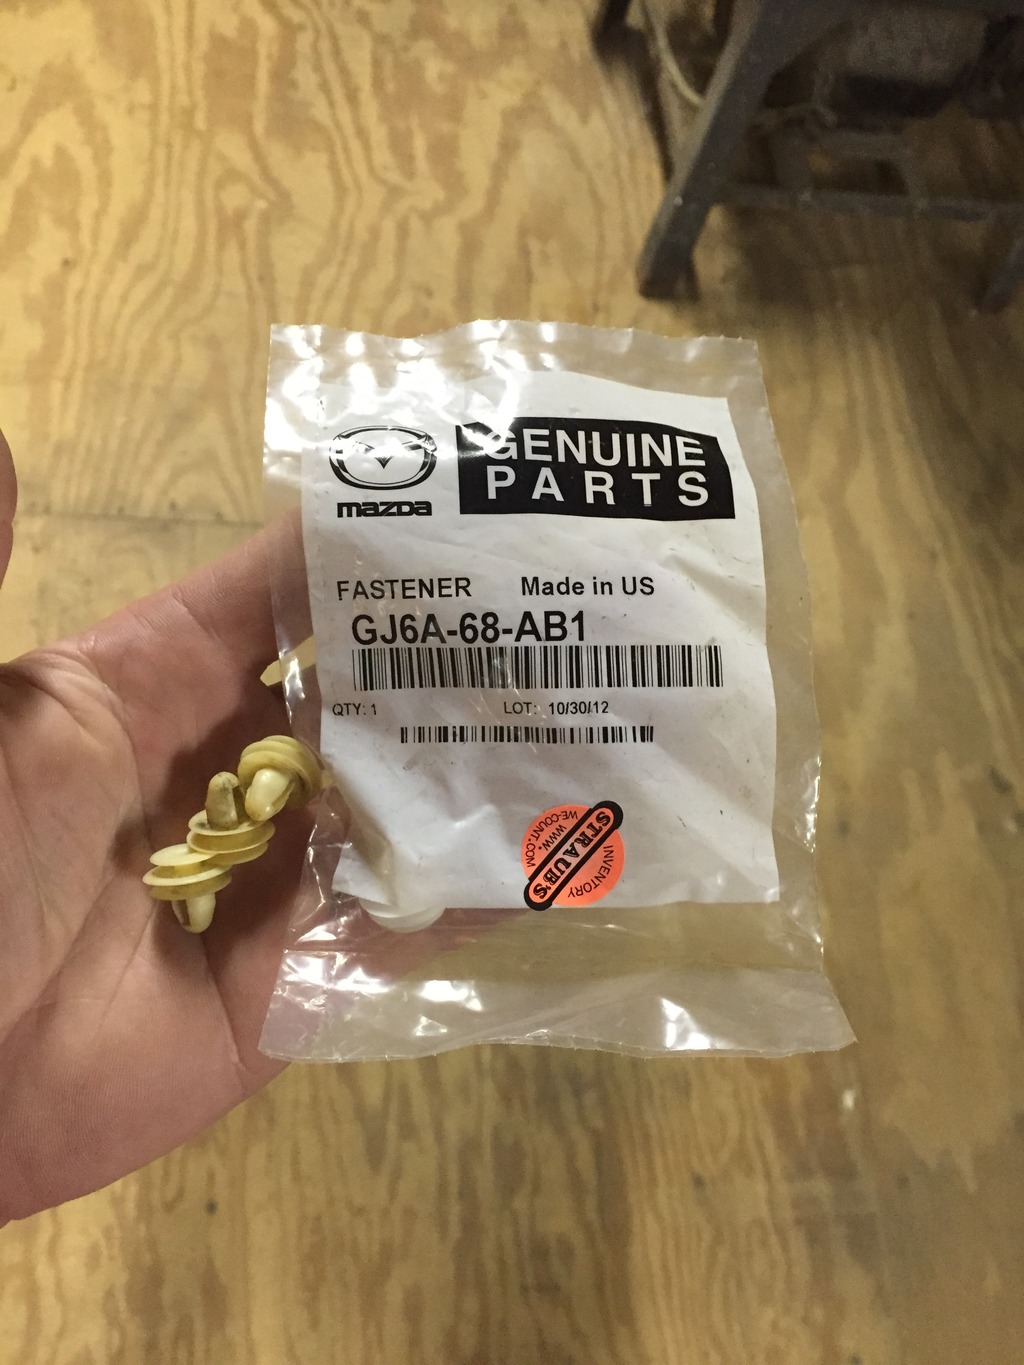 mazda
GENUINE
PARTS
FASTENER Made in US
GJ6A-68-AB1
QTY: 1 LOT: 10/30/12
INVENTORY
STRAUB'S
WWW.
WE-COUNT.COM